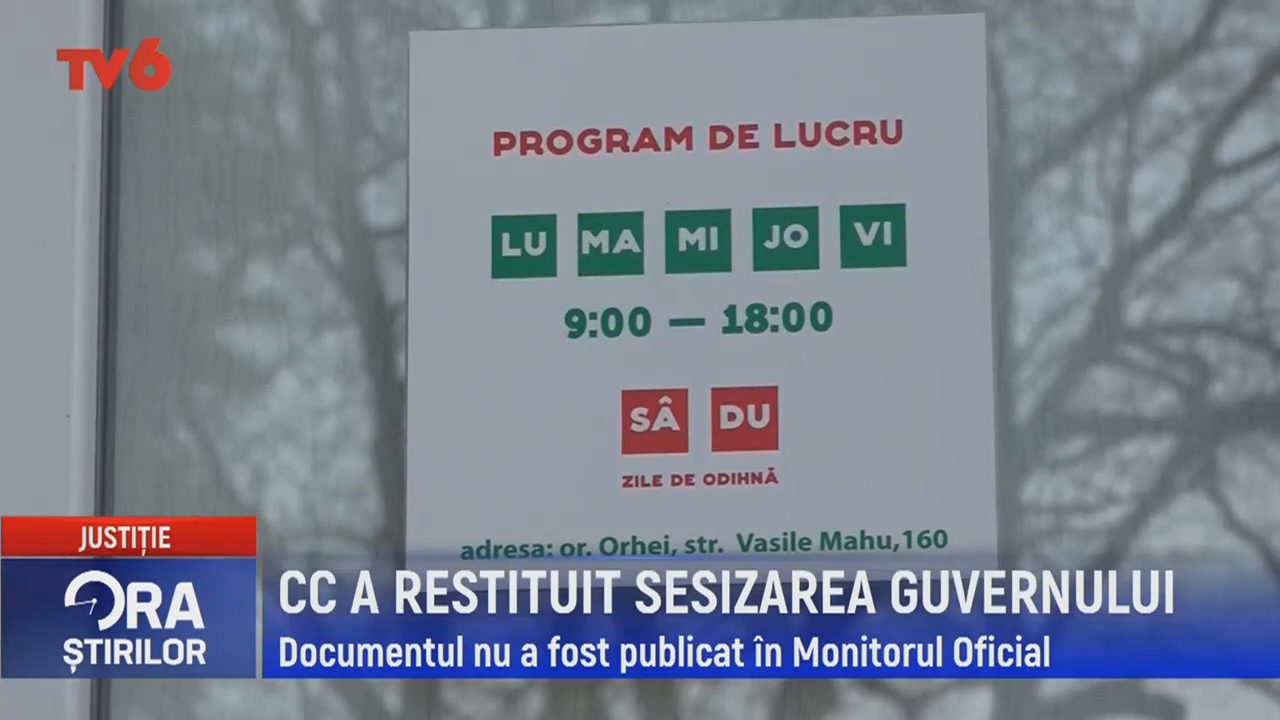 TV6
PROGRAM DE LUCRU
LU MA MI JO VI
9:00 — 18:00
SÂ DU
ZILE DE ODIHNĂ
adresa: or. Orhei, str. Vasile Mahu,160
JUSTIȚIE
ORA
ȘTIRILOR
CC A RESTITUIT SESIZAREA GUVERNULUI
Documentul nu a fost publicat în Monitorul Oficial